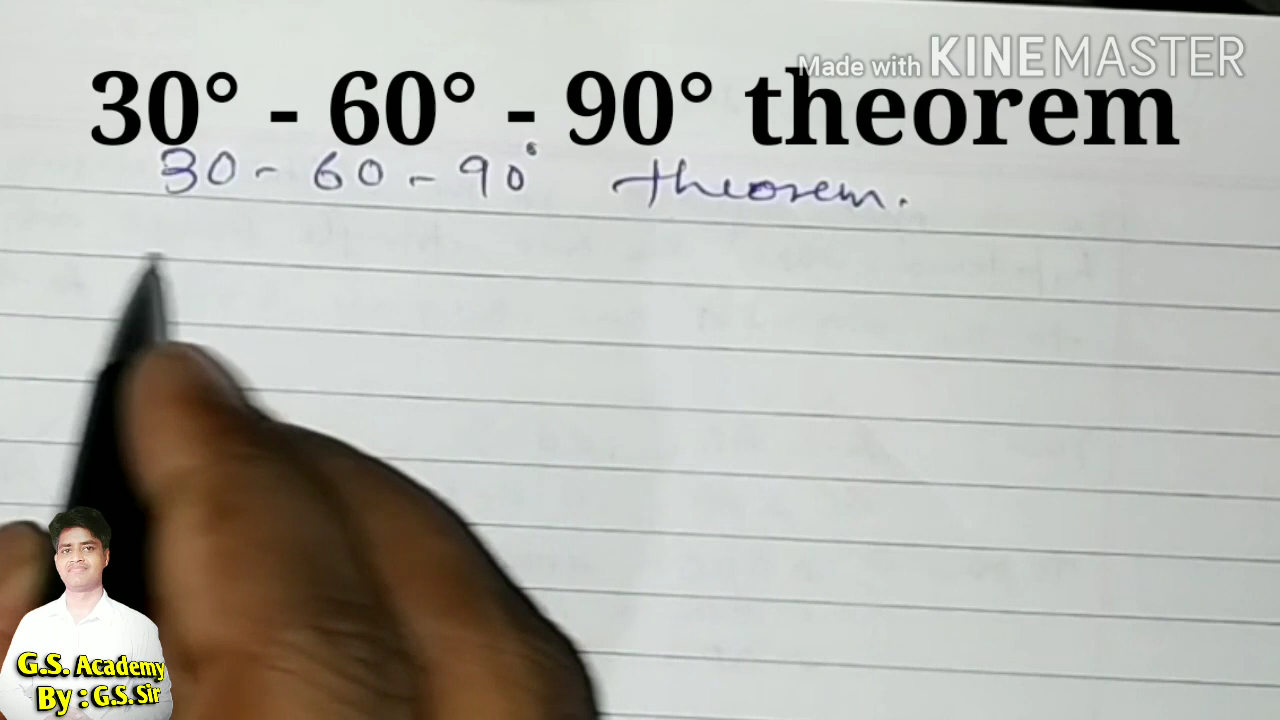 Made with KINEMASTER
30° - 60° - 90° theorem
30 - 60 - 90° theorem.
G.S. Academy
By : G.S. Sir